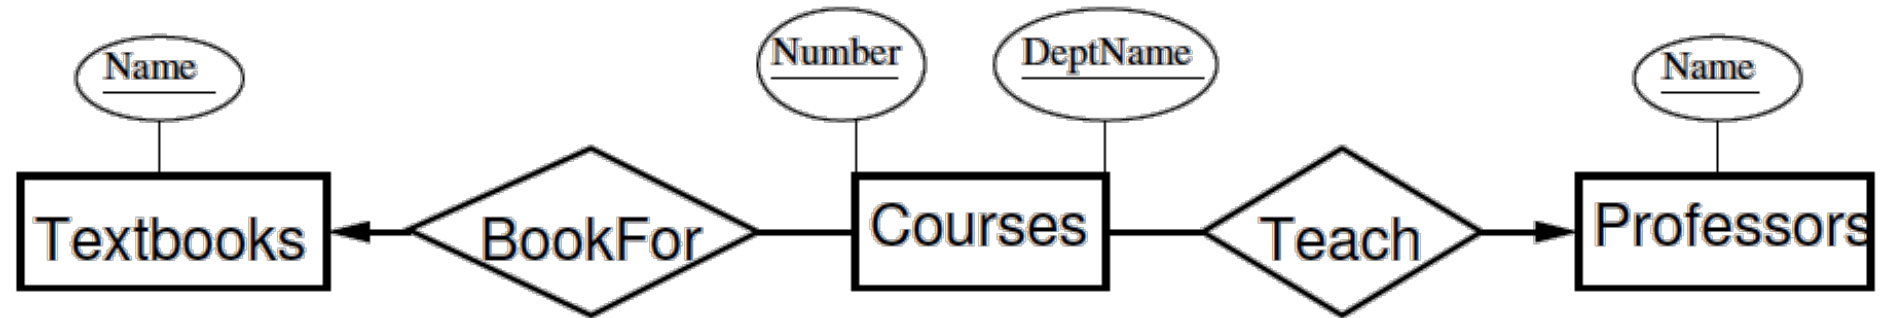 Name
Number
DeptName
Name
Textbooks
BookFor
Courses
Teach
Professors